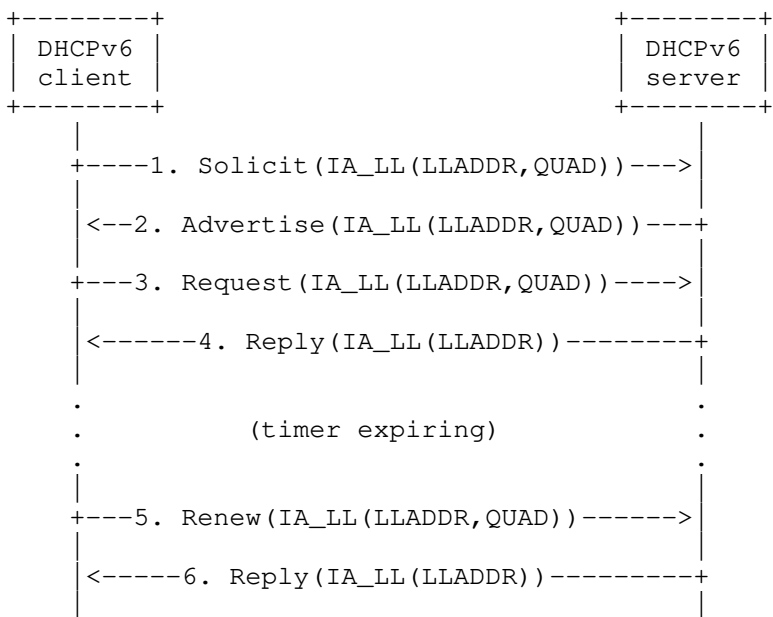 DHCPv6 DHCPv6
client server
1. Solicit(IA_LL(LLADDR,QUAD))
2. Advertise(IA_LL(LLADDR,QUAD))
3. Request(IA_LL(LLADDR,QUAD))
4. Reply(IA_LL(LLADDR))
(timer expiring)
5. Renew(IA_LL(LLADDR,QUAD))
6. Reply(IA_LL(LLADDR))